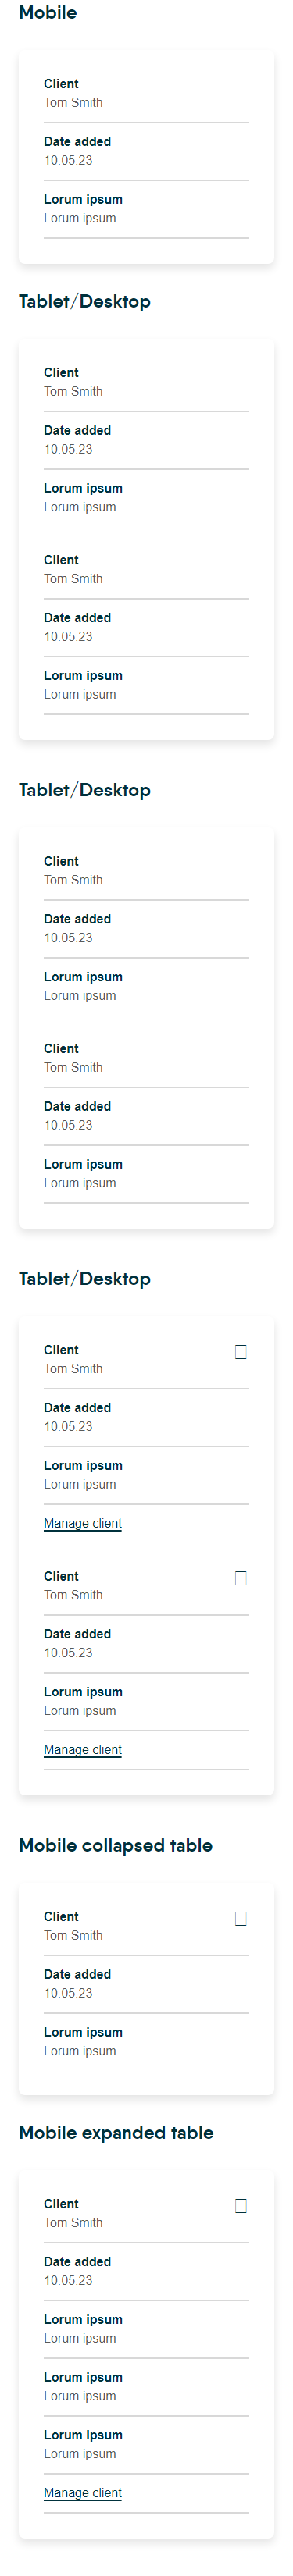 Mobile
Client
Tom Smith
Date added
10.05.23
Lorum ipsum
Lorum ipsum
Tablet/Desktop
Client
Tom Smith
Date added
10.05.23
Lorum ipsum
Lorum ipsum
Client
Tom Smith
Date added
10.05.23
Lorum ipsum
Lorum ipsum
Tablet/Desktop
Client
Tom Smith
Date added
10.05.23
Lorum ipsum
Lorum ipsum
Client
Tom Smith
Date added
10.05.23
Lorum ipsum
Lorum ipsum
Tablet/Desktop
Client
Tom Smith
Date added
10.05.23
Lorum ipsum
Lorum ipsum
Manage client
Client
Tom Smith
Date added
10.05.23
Lorum ipsum
Lorum ipsum
Manage client
Mobile collapsed table
Client
Tom Smith
Date added
10.05.23
Lorum ipsum
Lorum ipsum
Mobile expanded table
Client
Tom Smith
Date added
10.05.23
Lorum ipsum
Lorum ipsum
Lorum ipsum
Lorum ipsum
Lorum ipsum
Lorum ipsum
Manage client